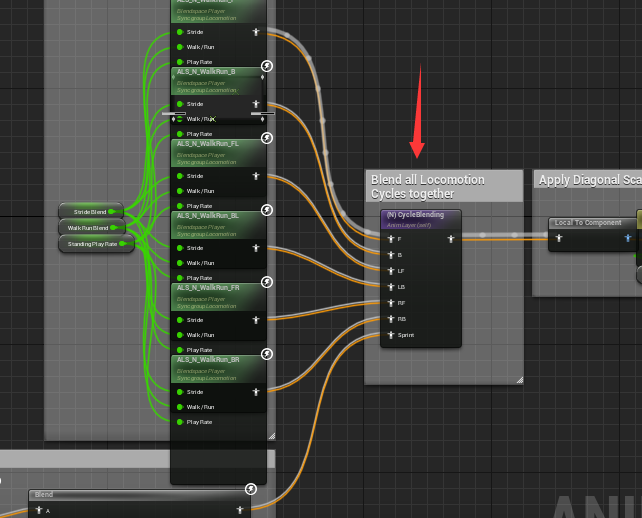 Blendspace Player
Sync group Locomotion
Stride
Walk / Run
Play Rate
ALS_N_WalkRun_B
Blendspace Player
Sync group Locomotion
Stride
Walk / Run
Play Rate
ALS_N_WalkRun_FL
Blendspace Player
Sync group Locomotion
Stride
Walk / Run
Play Rate
ALS_N_WalkRun_BL
Blendspace Player
Sync group Locomotion
Stride
Walk / Run
Play Rate
ALS_N_WalkRun_FR
Blendspace Player
Sync group Locomotion
Stride
Walk / Run
Play Rate
ALS_N_WalkRun_BR
Blendspace Player
Sync group Locomotion
Stride
Walk / Run
Play Rate
Stride Blend
Walk Run Blend
Standing Play Rate
Blend all Locomotion
Cycles together
(N) CycleBlending
AnimLayer (self)
F
B
LF
LB
RF
RB
Sprint
Apply Diagonal Sca
Local To Component
Blend
A
ANI